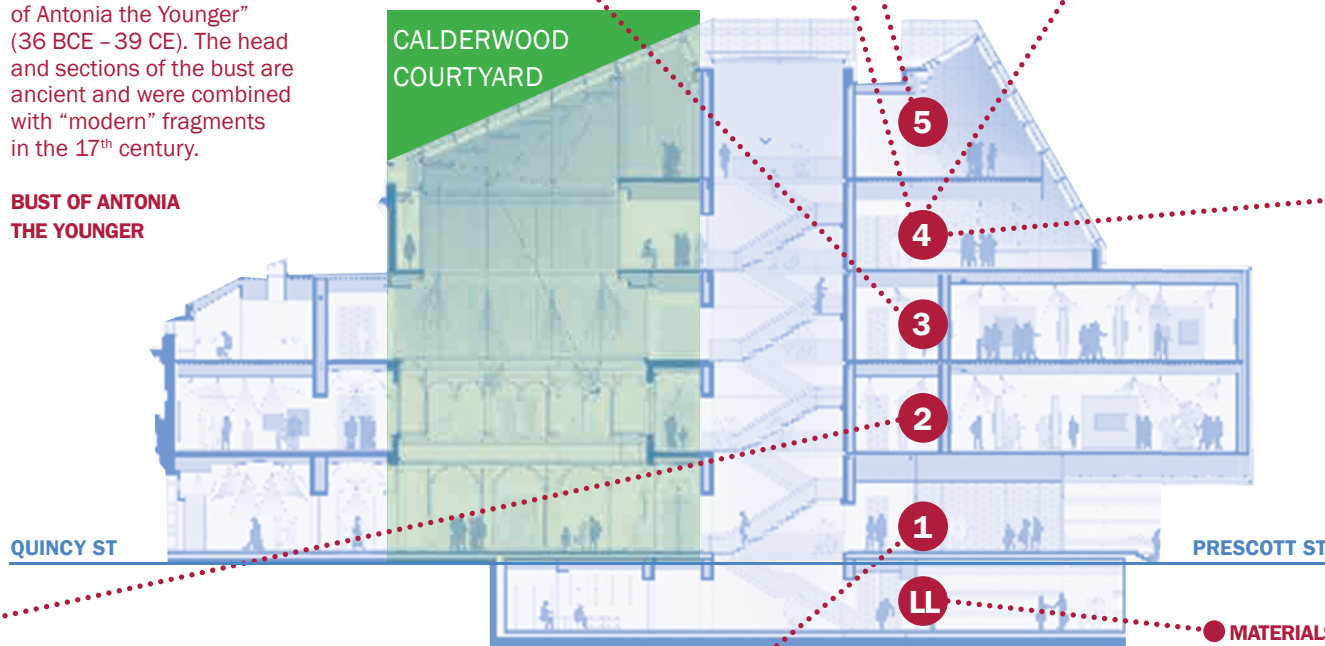 of Antonia the Younger”
(36 BCE – 39 CE). The head
and sections of the bust are
ancient and were combined
with “modern” fragments
in the 17th century.
BUST OF ANTONIA
THE YOUNGER
CALDERWOOD
COURTYARD
5
4
3
2
1
LL
QUINCY ST
PRESCOTT ST
MATERIALS